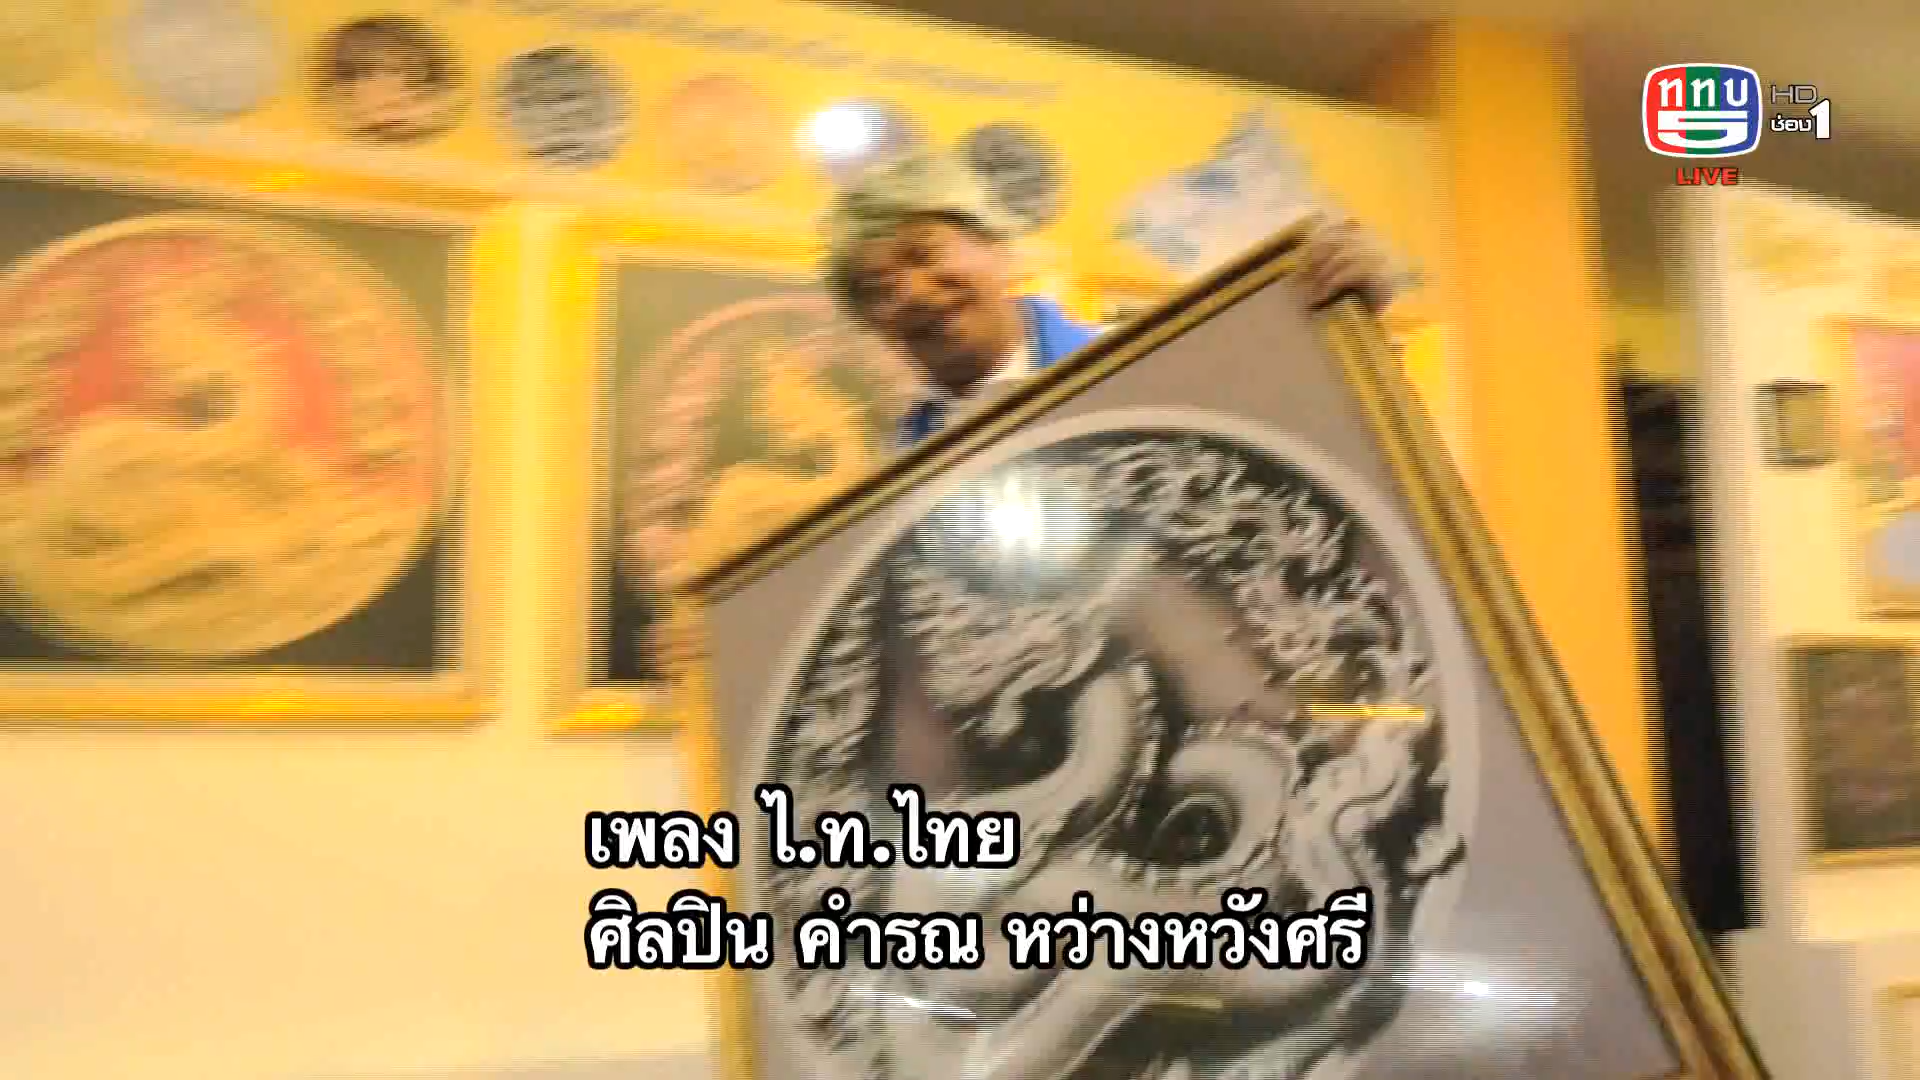 ททบ 5
HD
ช่อง 1
LIVE
เพลง ไ.ท.ไทย
ศิลปิน คำรณ หว่างหวังศรี